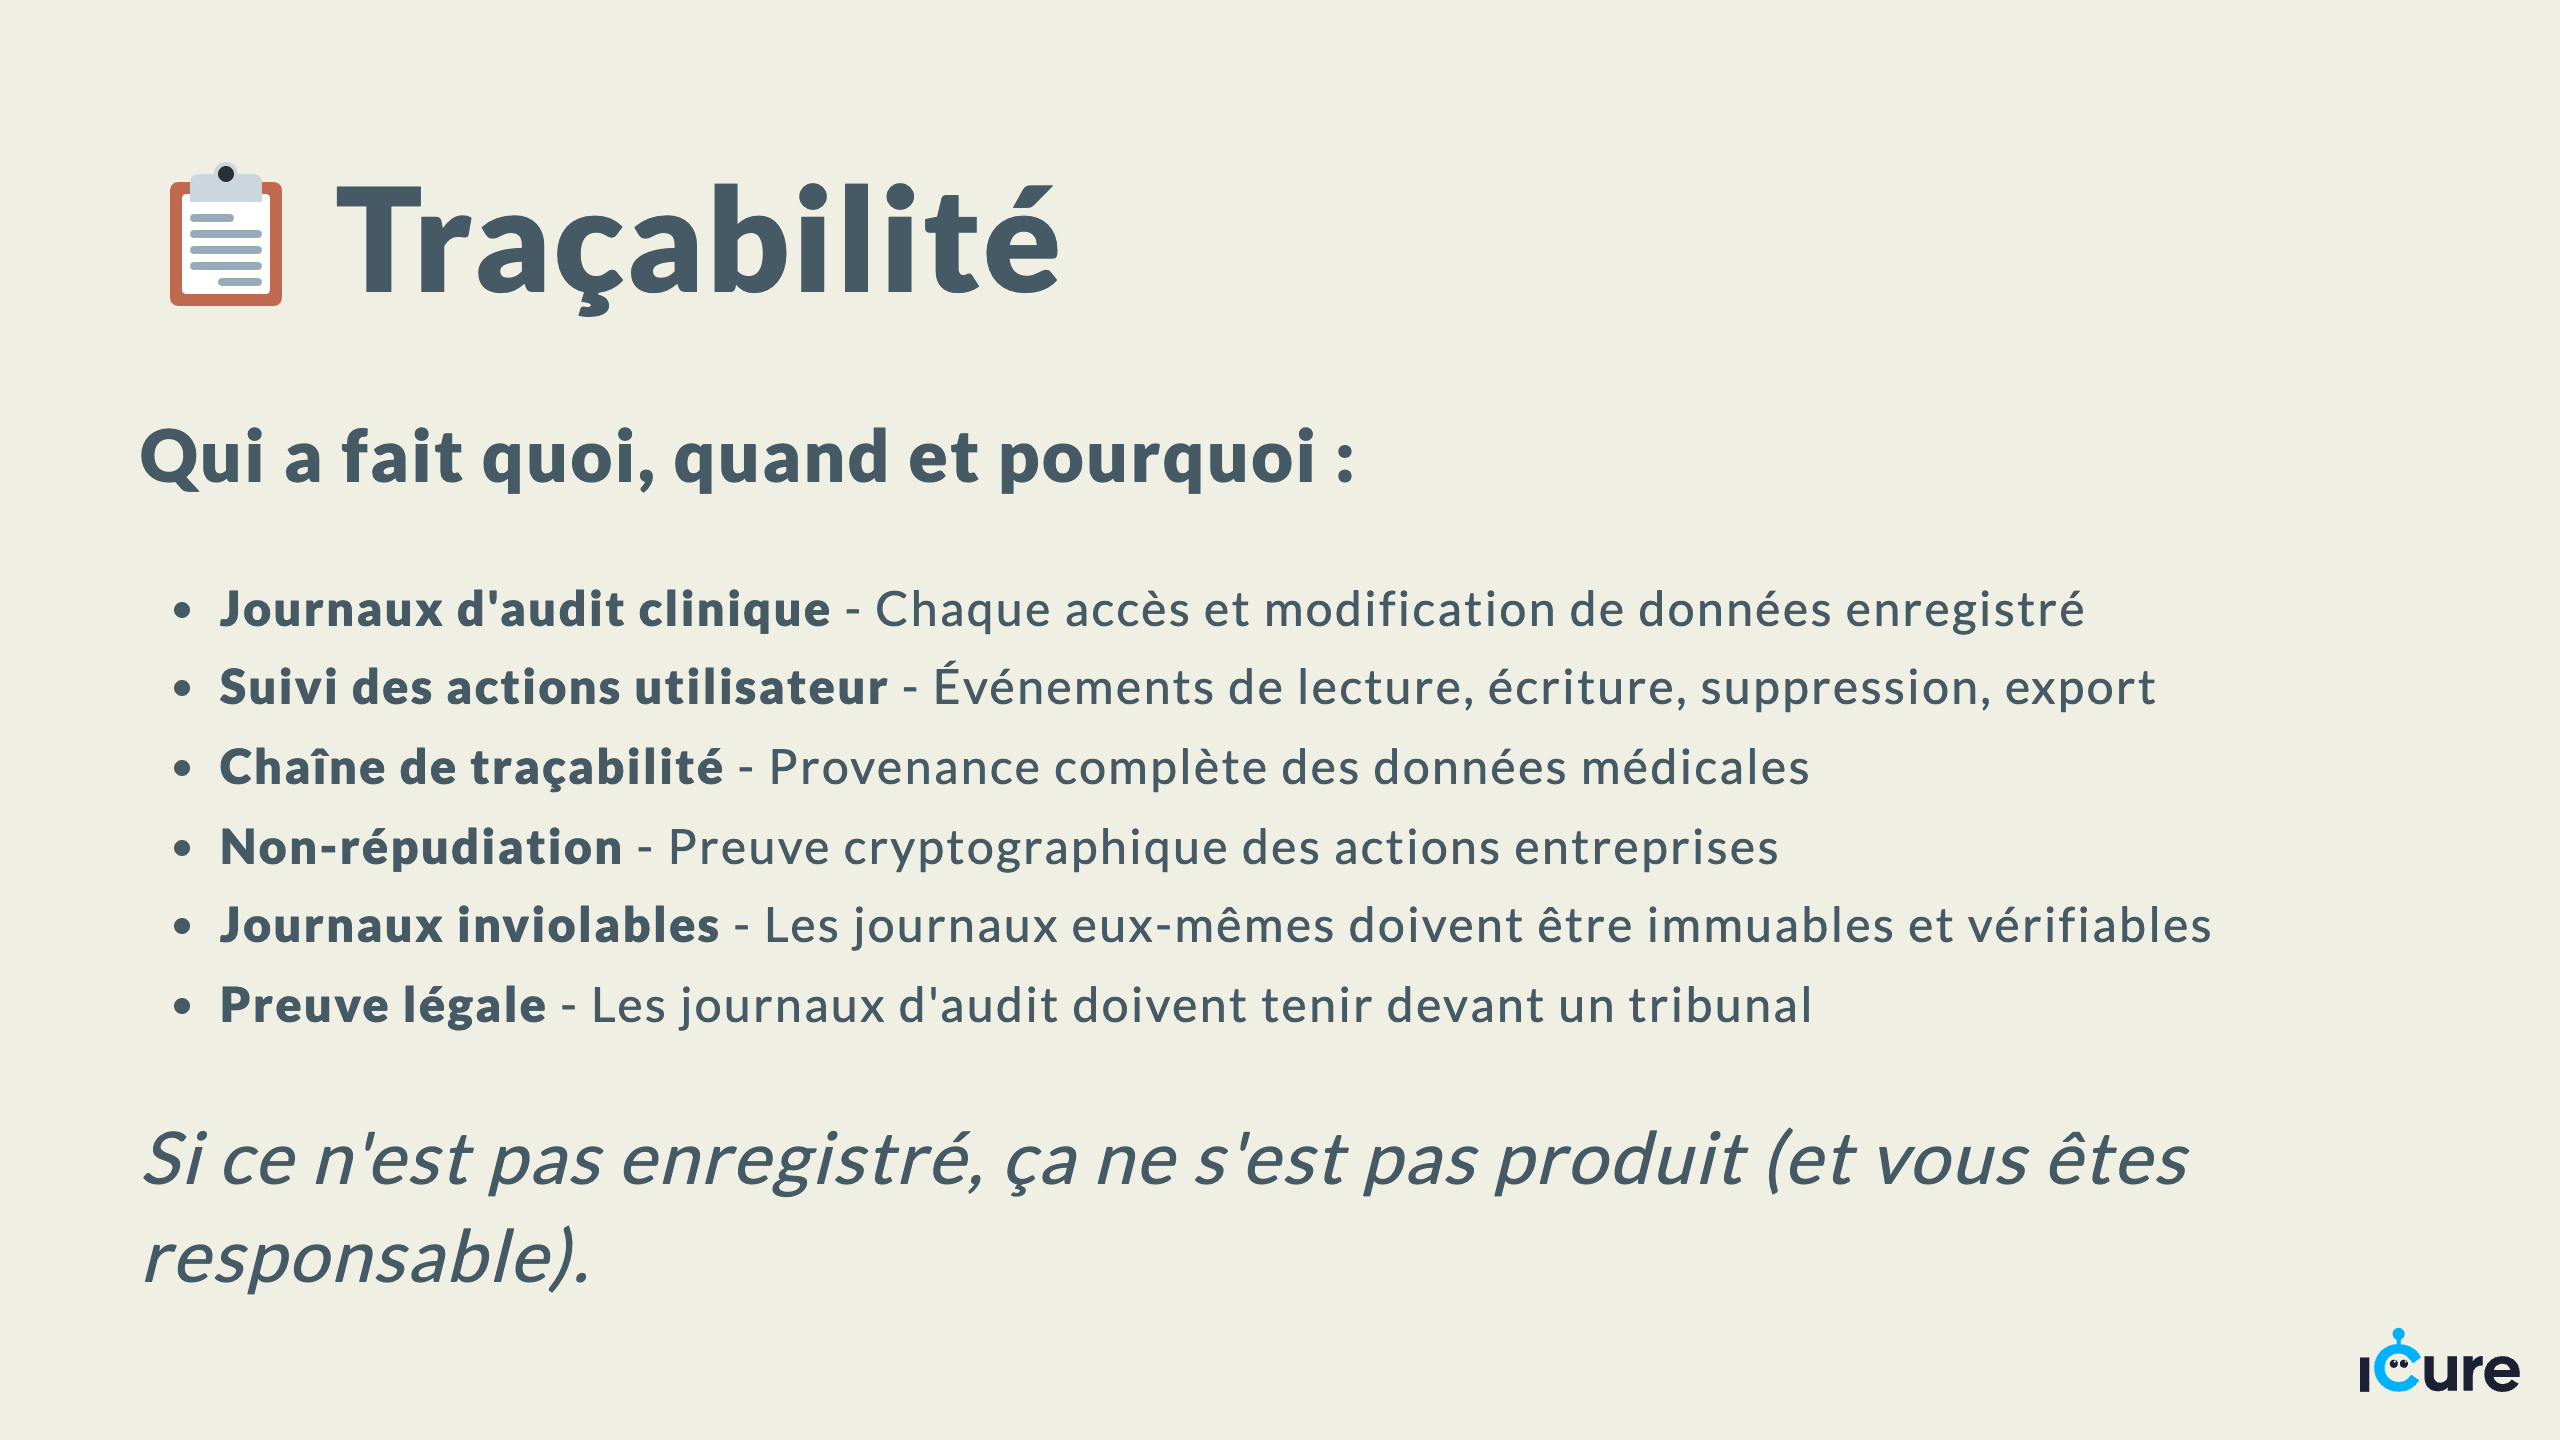 Traçabilité
Qui a fait quoi, quand et pourquoi :
• Journaux d'audit clinique - Chaque accès et modification de données enregistré
• Suivi des actions utilisateur - Événements de lecture, écriture, suppression, export
• Chaîne de traçabilité - Provenance complète des données médicales
• Non-répudiation - Preuve cryptographique des actions entreprises
• Journaux inviolables - Les journaux eux-mêmes doivent être immuables et vérifiables
• Preuve légale - Les journaux d'audit doivent tenir devant un tribunal
Si ce n'est pas enregistré, ça ne s'est pas produit (et vous êtes
responsable).
iCure